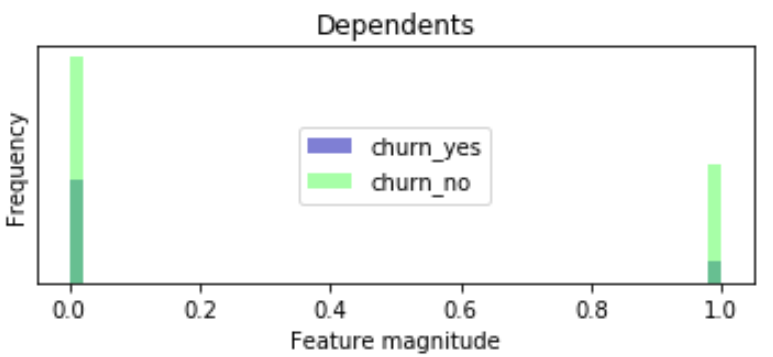 Dependents
Frequency
churn_yes
churn_no
0.0 0.2 0.4 0.6 0.8 1.0
Feature magnitude